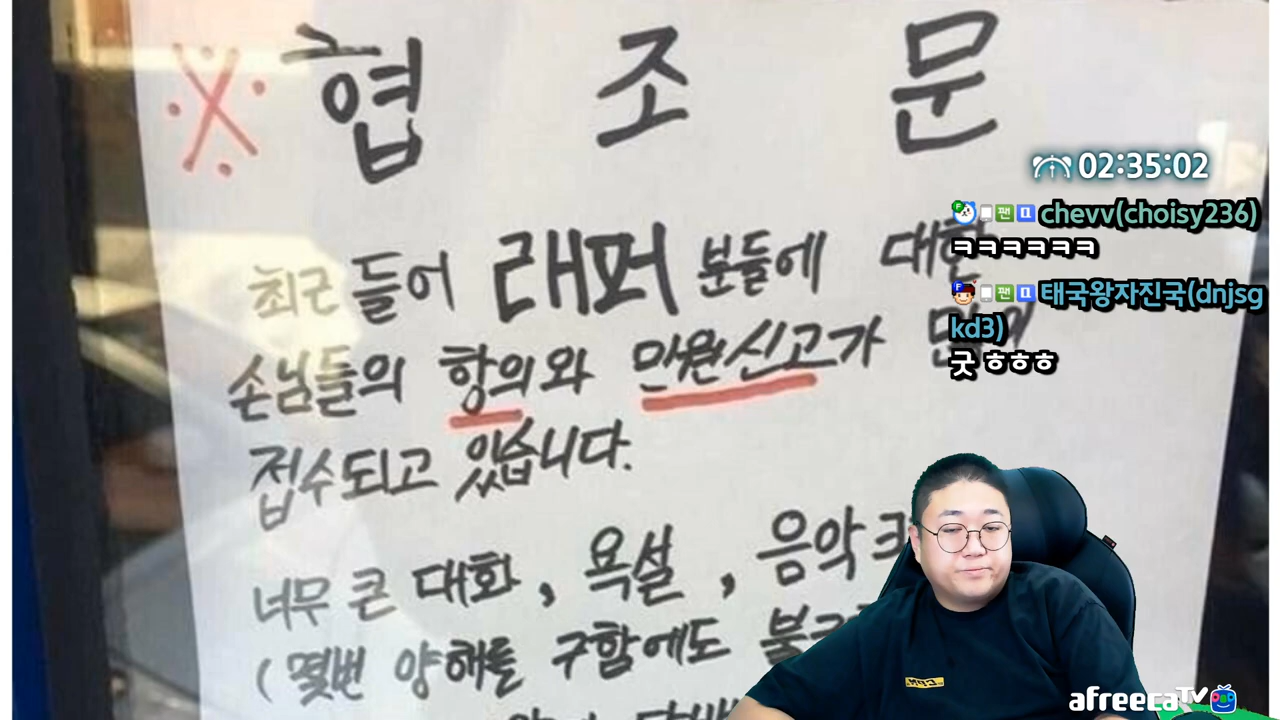 ※ 협 조 문
최근 들어 래퍼 분들에 대한
손님들의 항의와 민원신고가
접수되고 있습니다.
너무 큰 대화, 욕설, 음악
(몇번 양해를 구함에도
02:35:02
F 팬 chevv(choisy236)
ㅋㅋㅋㅋㅋㅋ
F 팬 태국왕자진국(dnjsg
kd3)
굿 ㅎㅎㅎ
afreecaTV